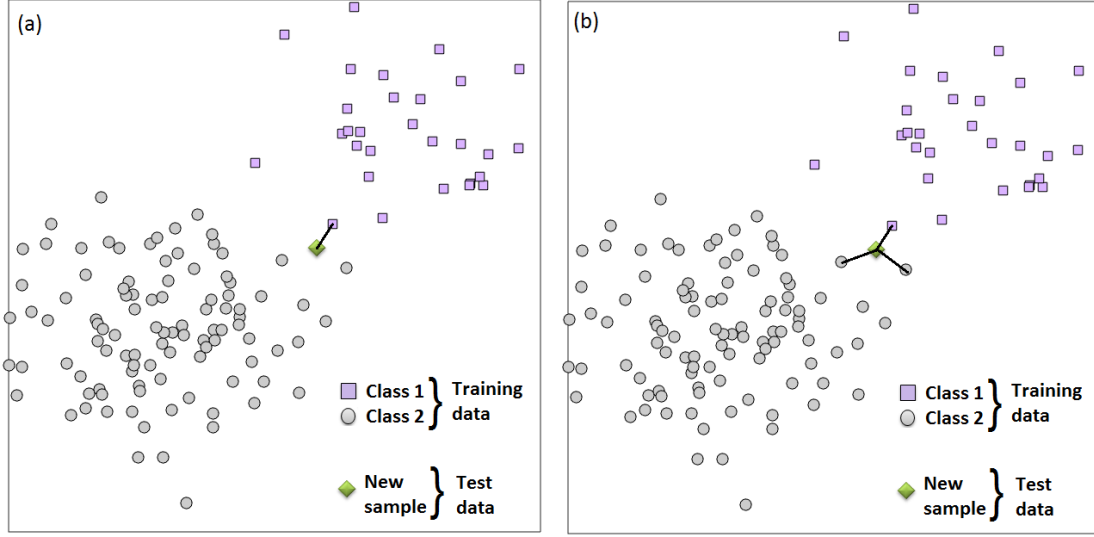 (a)
Class 1
Class 2
Training
data
New
sample
Test
data
(b)
Class 1
Class 2
Training
data
New
sample
Test
data